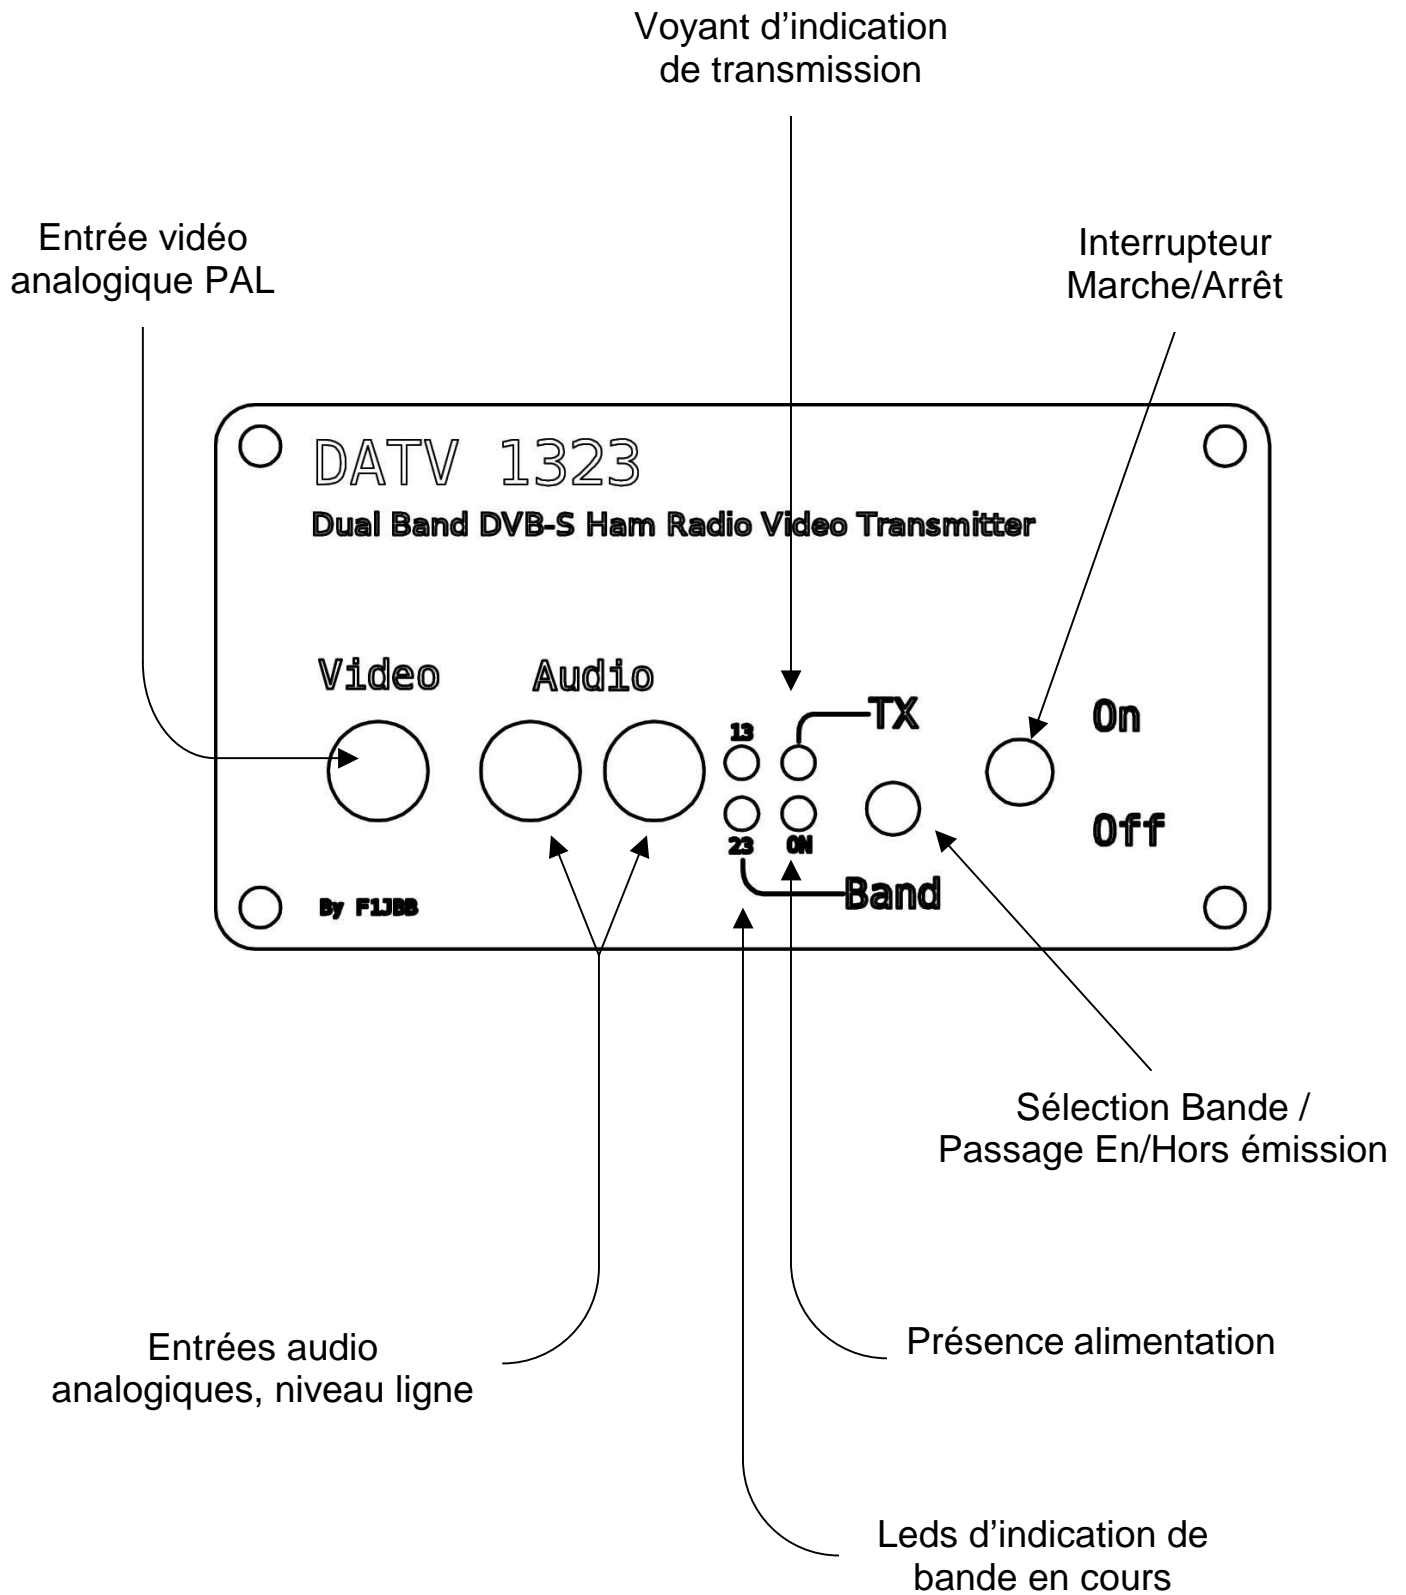 Voyant d’indication
de transmission
Entrée vidéo
analogique PAL
Interrupteur
Marche/Arrêt
DATV 1323
Dual Band DVB-S Ham Radio Video Transmitter
Video
Audio
13
TX
On
23
ON
Off
Band
By F1JBB
Sélection Bande /
Passage En/Hors émission
Entrées audio
analogiques, niveau ligne
Présence alimentation
Leds d’indication de
bande en cours